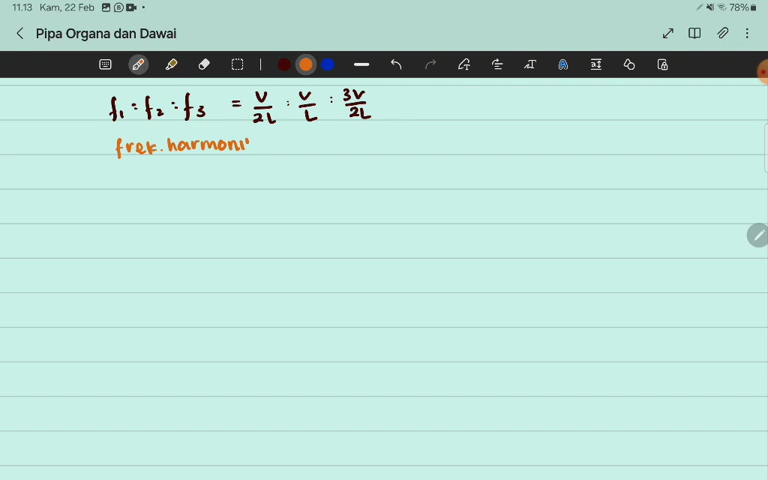 11.13 Kam, 22 Feb 78%
Pipa Organa dan Dawai
f₁ : f₂ : f₃ = V/2L : V/L : 3V/2L
frek. harmoni